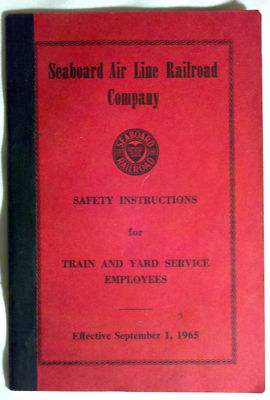 Seaboard Air Line Railroad
Company
SEABOARD
RAILROAD
SAFETY INSTRUCTIONS
for
TRAIN AND YARD SERVICE
EMPLOYEES
Effective September 1, 1965